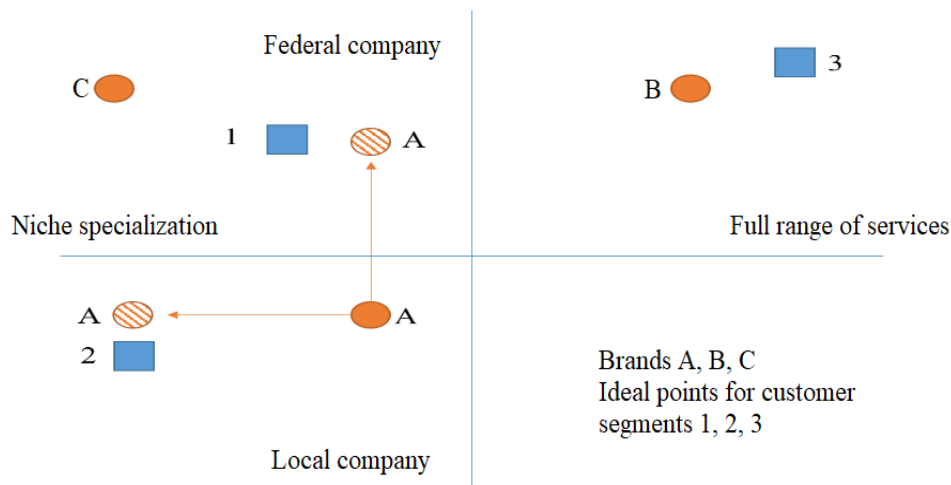 Federal company
C
B
3
1
A
Niche specialization
Full range of services
A
A
2
Brands A, B, C
Ideal points for customer
segments 1, 2, 3
Local company